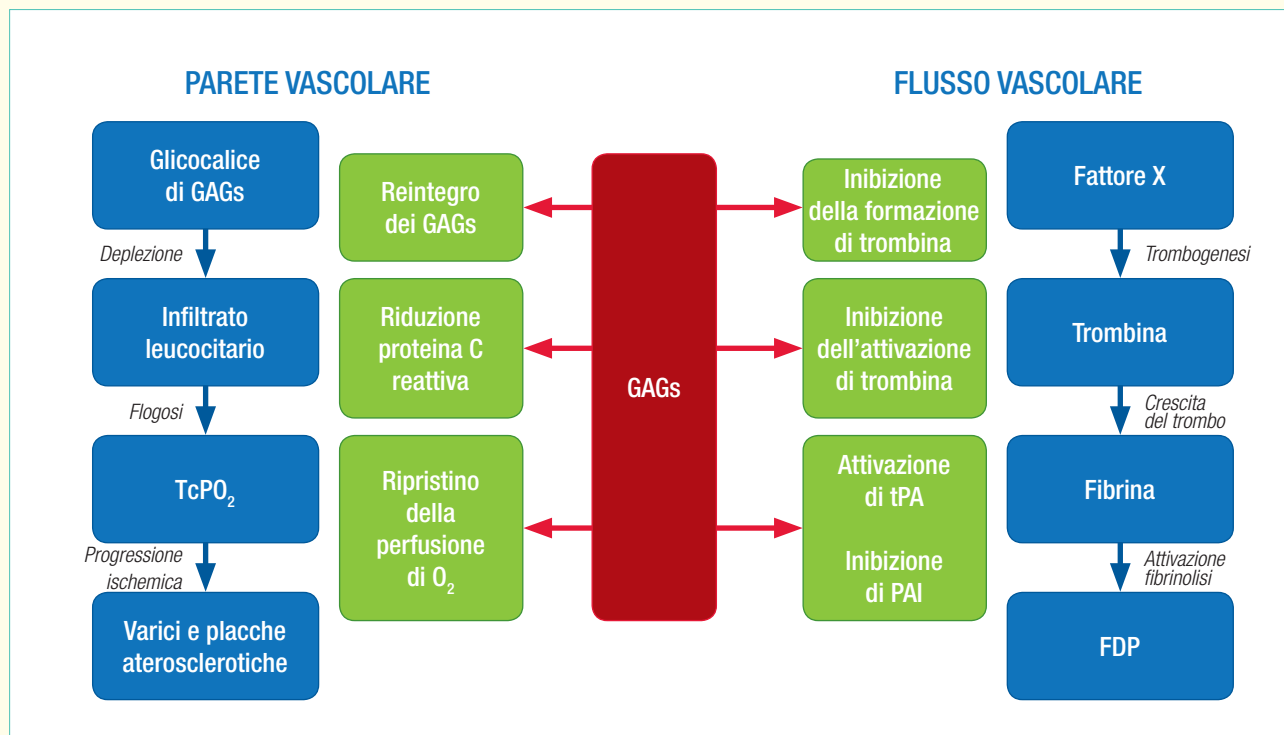 PARETE VASCOLARE
FLUSSO VASCOLARE
Glicocalice
di GAGs
Deplezione
Infiltrato
leucocitario
Flogosi
TcPO₂
Progressione
ischemica
Varici e placche
aterosclerotiche
Reintegro
dei GAGs
Riduzione
proteina C
reattiva
Ripristino
della
perfusione
di O₂
GAGs
Inibizione
della formazione
di trombina
Inibizione
dell'attivazione
di trombina
Attivazione
di tPA
Inibizione
di PAI
Fattore X
Trombogenesi
Trombina
Crescita
del trombo
Fibrina
Attivazione
fibrinolisi
FDP